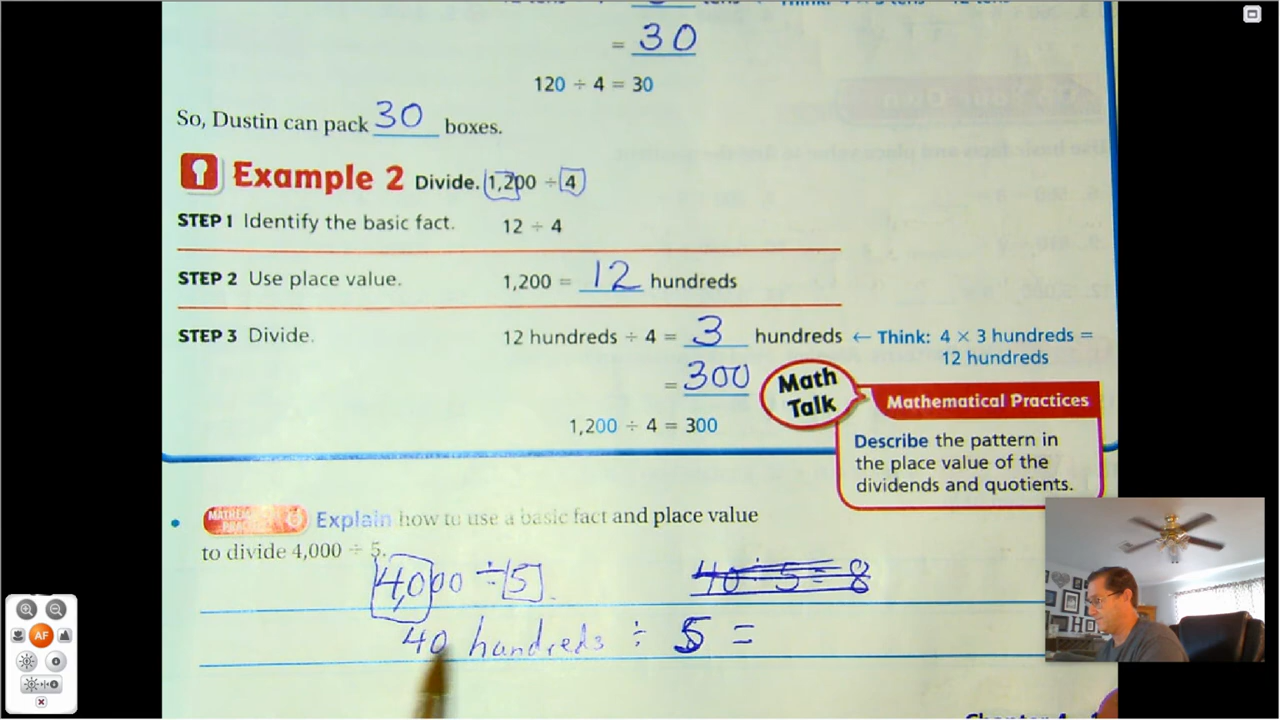 = 30
120 ÷ 4 = 30
So, Dustin can pack 30 boxes.
Example 2 Divide. 1,200 ÷ 4
STEP 1 Identify the basic fact. 12 ÷ 4
STEP 2 Use place value. 1,200 = 12 hundreds
STEP 3 Divide. 12 hundreds ÷ 4 = 3 hundreds ← Think: 4 × 3 hundreds =
12 hundreds
= 300
1,200 ÷ 4 = 300
Math
Talk
Mathematical Practices
Describe the pattern in
the place value of the
dividends and quotients.
• Explain how to use a basic fact and place value
to divide 4,000 ÷ 5.
4,000 ÷ 5
40 ÷ 5 = 8
40 hundreds ÷ 5 =
AF